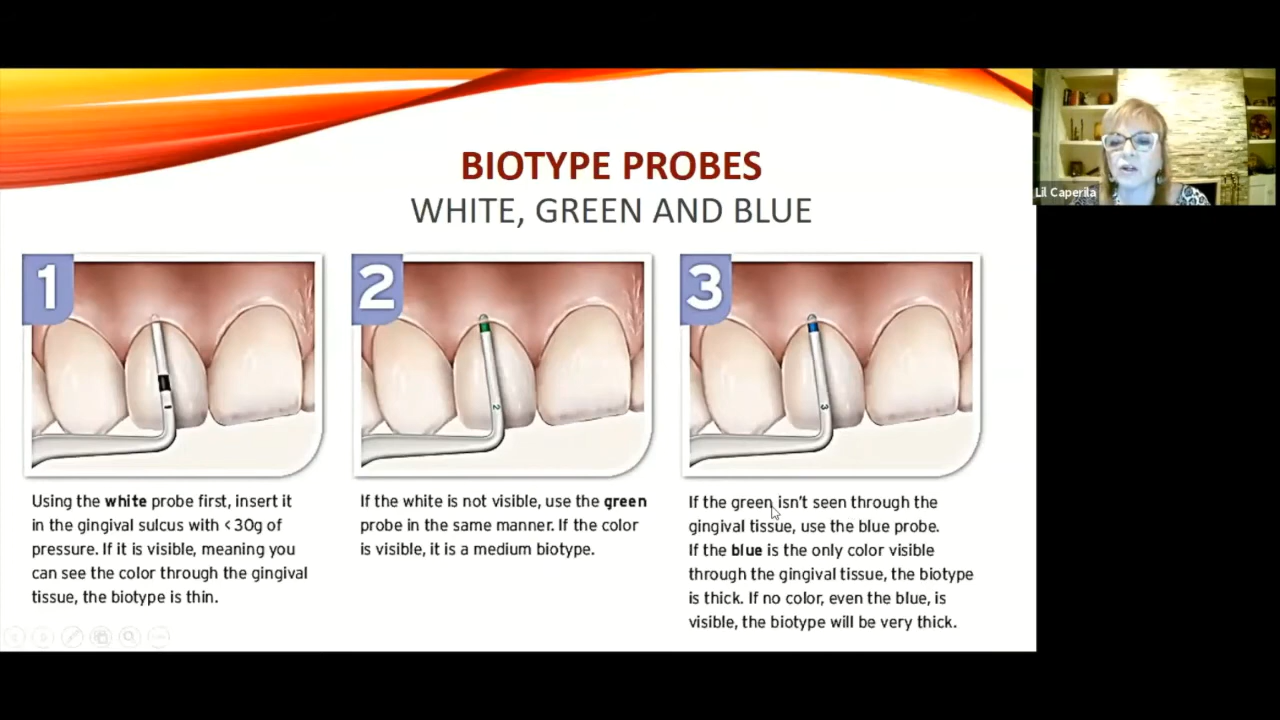 BIOTYPE PROBES
WHITE, GREEN AND BLUE
Lil Caperila
1
Using the white probe first, insert it
in the gingival sulcus with < 30g of
pressure. If it is visible, meaning you
can see the color through the gingival
tissue, the biotype is thin.
2
2
If the white is not visible, use the green
probe in the same manner. If the color
is visible, it is a medium biotype.
3
3
If the green isn't seen through the
gingival tissue, use the blue probe.
If the blue is the only color visible
through the gingival tissue, the biotype
is thick. If no color, even the blue, is
visible, the biotype will be very thick.